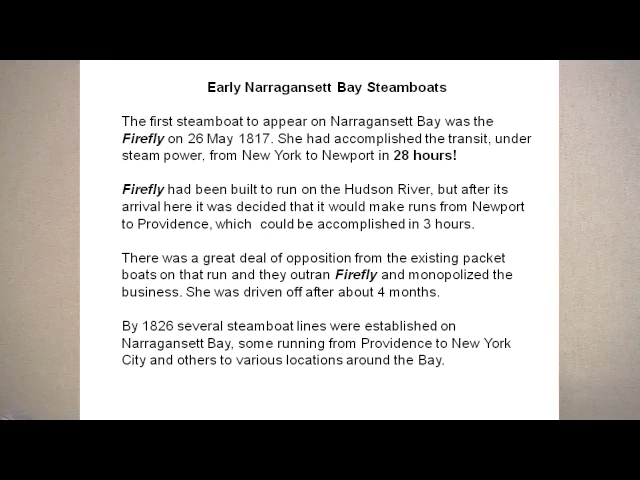 Early Narragansett Bay Steamboats
The first steamboat to appear on Narragansett Bay was the
Firefly on 26 May 1817. She had accomplished the transit, under
steam power, from New York to Newport in 28 hours!
Firefly had been built to run on the Hudson River, but after its
arrival here it was decided that it would make runs from Newport
to Providence, which  could be accomplished in 3 hours.
There was a great deal of opposition from the existing packet
boats on that run and they outran Firefly and monopolized the
business. She was driven off after about 4 months.
By 1826 several steamboat lines were established on
Narragansett Bay, some running from Providence to New York
City and others to various locations around the Bay.